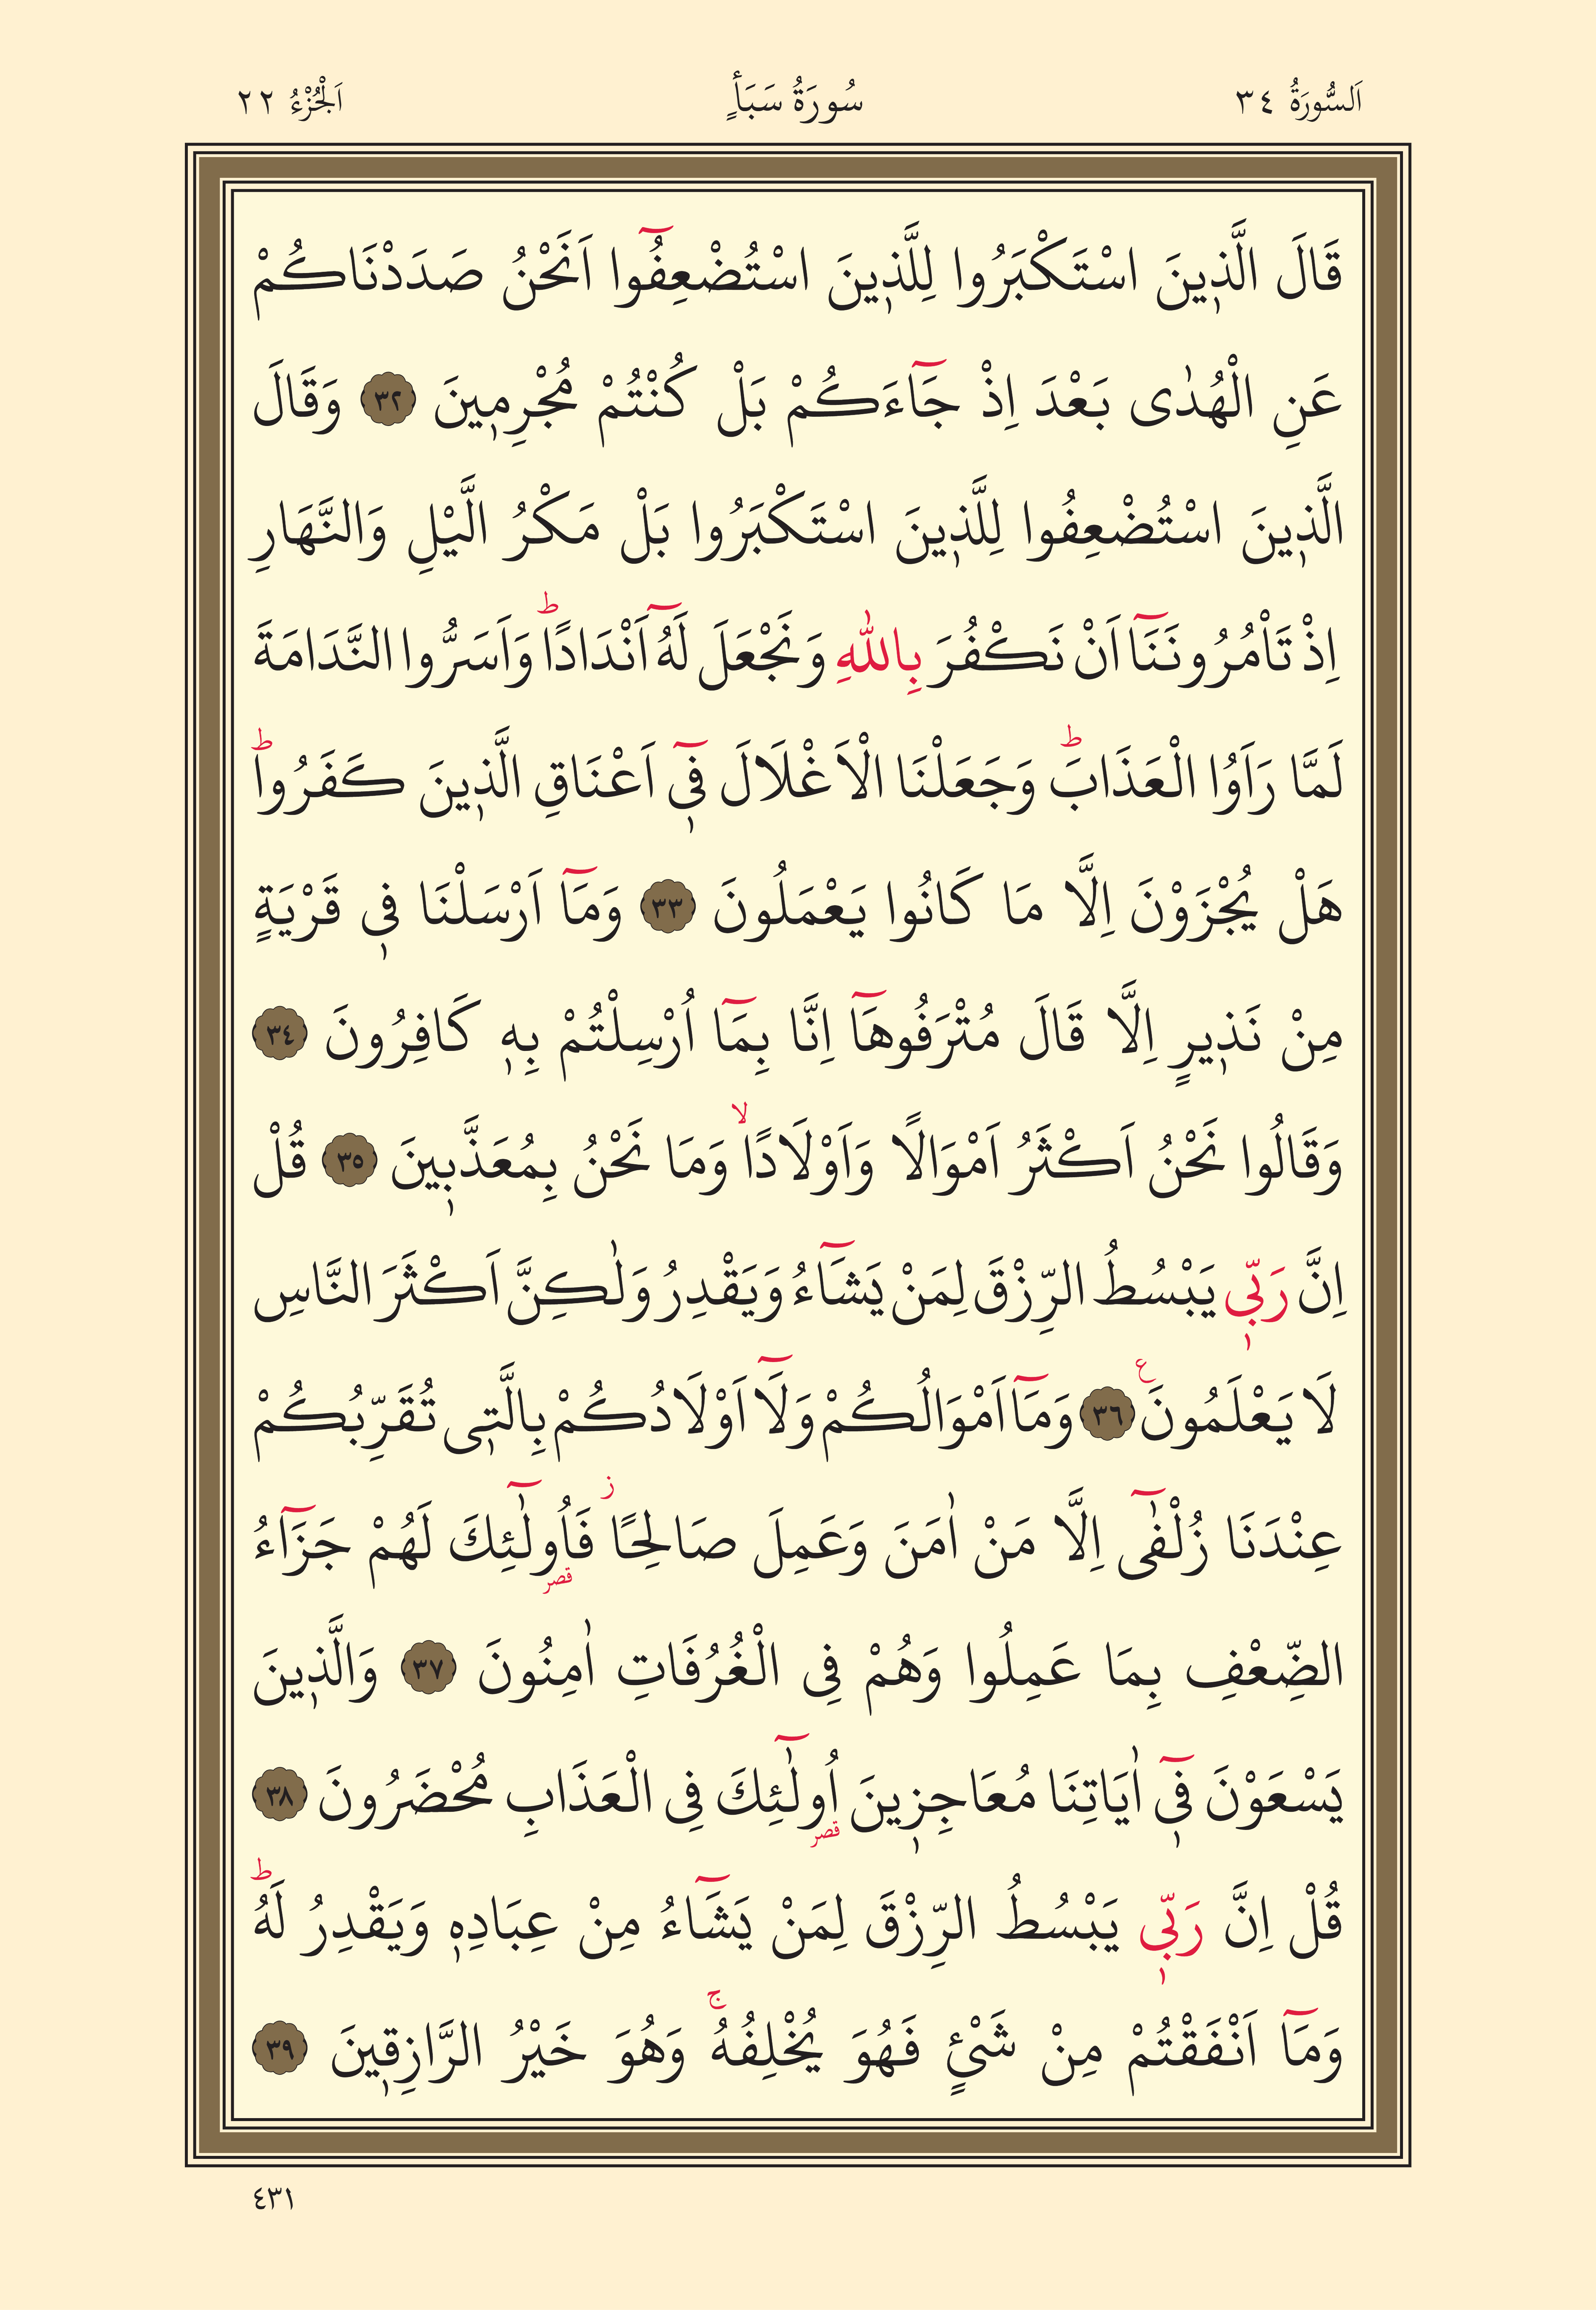 اَلسُّورَةُ ٣٤ سُورَةُ سَبَأٍ اَلْجُزْءُ ٢٢
قَالَ الَّذ۪ينَ اسْتَكْبَرُوا لِلَّذ۪ينَ اسْتُضْعِفُٓوا اَنَحْنُ صَدَدْنَاكُمْ
عَنِ الْهُدٰى بَعْدَ اِذْ جَٓاءَكُمْ بَلْ كُنْتُمْ مُجْرِم۪ينَ ٣٢ وَقَالَ
الَّذ۪ينَ اسْتُضْعِفُوا لِلَّذ۪ينَ اسْتَكْبَرُوا بَلْ مَكْرُ الَّيْلِ وَالنَّهَارِ
اِذْ تَأْمُرُونَنَٓا اَنْ نَكْفُرَ بِاللّٰهِ وَنَجْعَلَ لَهُٓ اَنْدَادًاۜ وَاَسَرُّوا النَّدَامَةَ
لَمَّا رَاَوُا الْعَذَابَۜ وَجَعَلْنَا الْاَغْلَالَ ف۪ٓي اَعْنَاقِ الَّذ۪ينَ كَفَرُواۜ
هَلْ يُجْزَوْنَ اِلَّا مَا كَانُوا يَعْمَلُونَ ٣٣ وَمَٓا اَرْسَلْنَا ف۪ي قَرْيَةٍ
مِنْ نَذ۪يرٍ اِلَّا قَالَ مُتْرَفُوهَٓا اِنَّا بِمَٓا اُرْسِلْتُمْ بِه۪ كَافِرُونَ ٣٤
وَقَالُوا نَحْنُ اَكْثَرُ اَمْوَالًا وَاَوْلَادًاۙ وَمَا نَحْنُ بِمُعَذَّب۪ينَ ٣٥ قُلْ
اِنَّ رَبّ۪ي يَبْسُطُ الرِّزْقَ لِمَنْ يَشَٓاءُ وَيَقْدِرُ وَلٰكِنَّ اَكْثَرَ النَّاسِ
لَا يَعْلَمُونَ۟ ٣٦ وَمَٓا اَمْوَالُكُمْ وَلَٓا اَوْلَادُكُمْ بِالَّت۪ي تُقَرِّبُكُمْ
عِنْدَنَا زُلْفٰٓى اِلَّا مَنْ اٰمَنَ وَعَمِلَ صَالِحًاۘ فَاُو۬لٰٓئِكَ لَهُمْ جَزَٓاءُ
الضِّعْفِ بِمَا عَمِلُوا وَهُمْ فِي الْغُرُفَاتِ اٰمِنُونَ ٣٧ وَالَّذ۪ينَ
يَسْعَوْنَ ف۪ٓي اٰيَاتِنَا مُعَاجِز۪ينَ اُو۬لٰٓئِكَ فِي الْعَذَابِ مُحْضَرُونَ ٣٨
قُلْ اِنَّ رَبّ۪ي يَبْسُطُ الرِّزْقَ لِمَنْ يَشَٓاءُ مِنْ عِبَادِه۪ وَيَقْدِرُ لَهُۜ
وَمَٓا اَنْفَقْتُمْ مِنْ شَيْئٍ فَهُوَ يُخْلِفُهُۚ وَهُوَ خَيْرُ الرَّازِق۪ينَ ٣٩
٤٣١